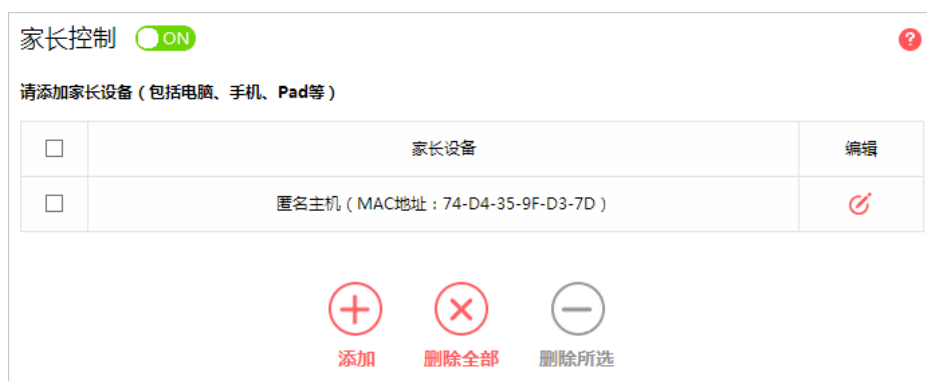 家长控制 ON
?
请添加家长设备（包括电脑、手机、Pad等）
家长设备 编辑
匿名主机（MAC地址：74-D4-35-9F-D3-7D）
添加 删除全部 删除所选